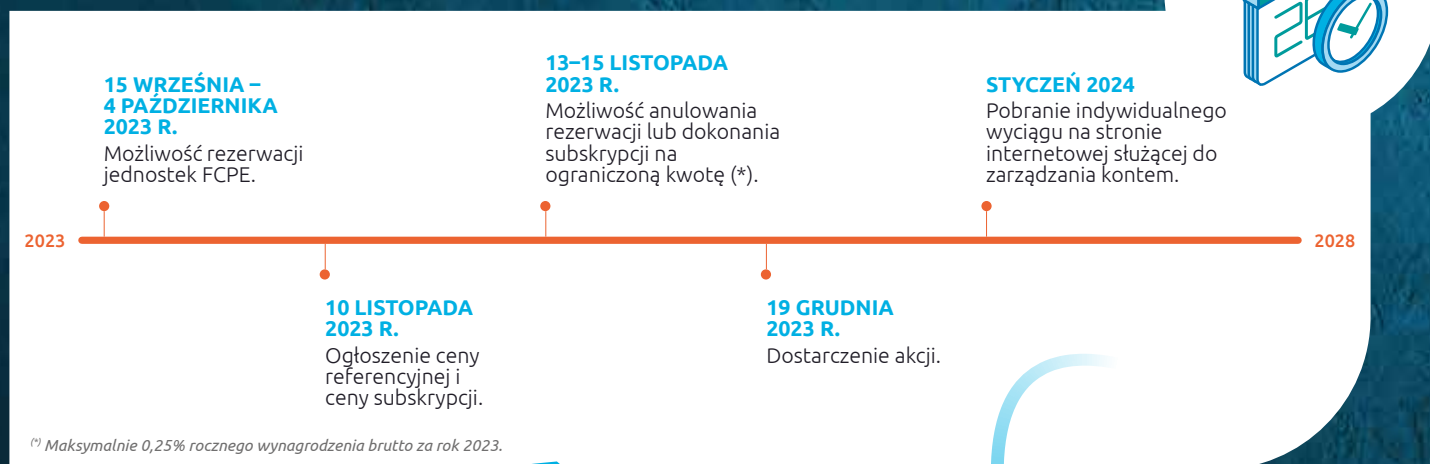 15 WRZEŚNIA –
4 PAŹDZIERNIKA
2023 R.
Możliwość rezerwacji
jednostek FCPE.
13–15 LISTOPADA
2023 R.
Możliwość anulowania
rezerwacji lub dokonania
subskrypcji na
ograniczoną kwotę (*).
STYCZEŃ 2024
Pobranie indywidualnego
wyciągu na stronie
internetowej służącej do
zarządzania kontem.
2023
2028
10 LISTOPADA
2023 R.
Ogłoszenie ceny
referencyjnej i
ceny subskrypcji.
19 GRUDNIA
2023 R.
Dostarczenie akcji.
(*) Maksymalnie 0,25% rocznego wynagrodzenia brutto za rok 2023.